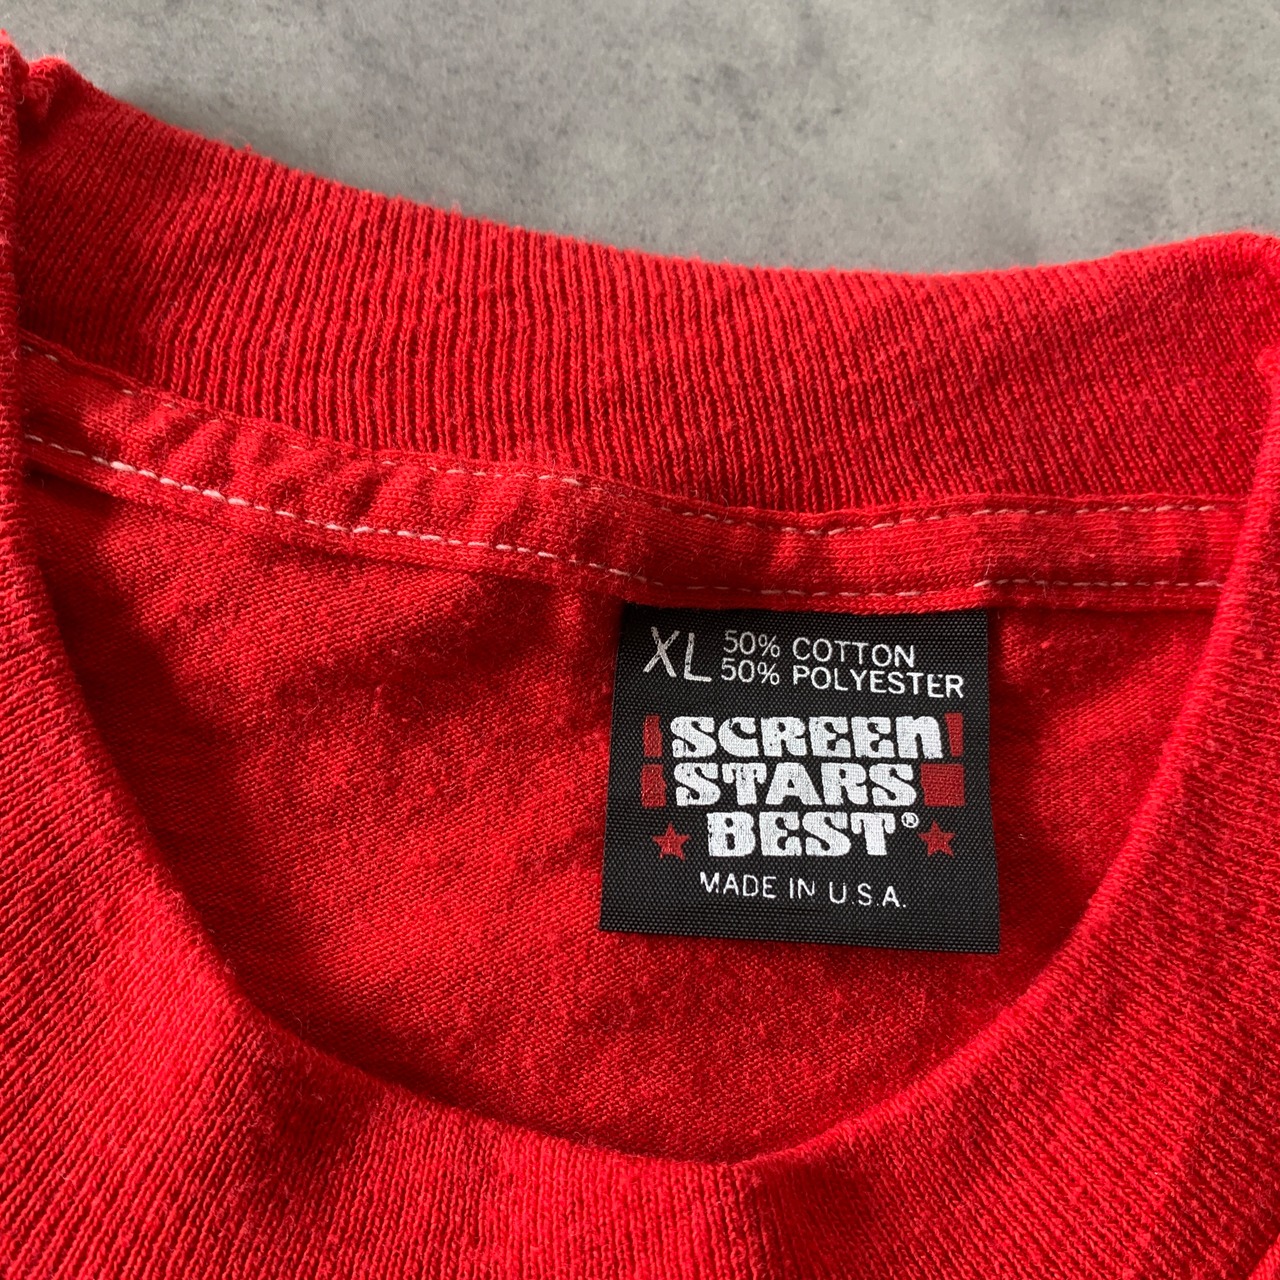 XL 50% COTTON
50% POLYESTER
SCREEN
STARS
BEST®
MADE IN U.S.A.